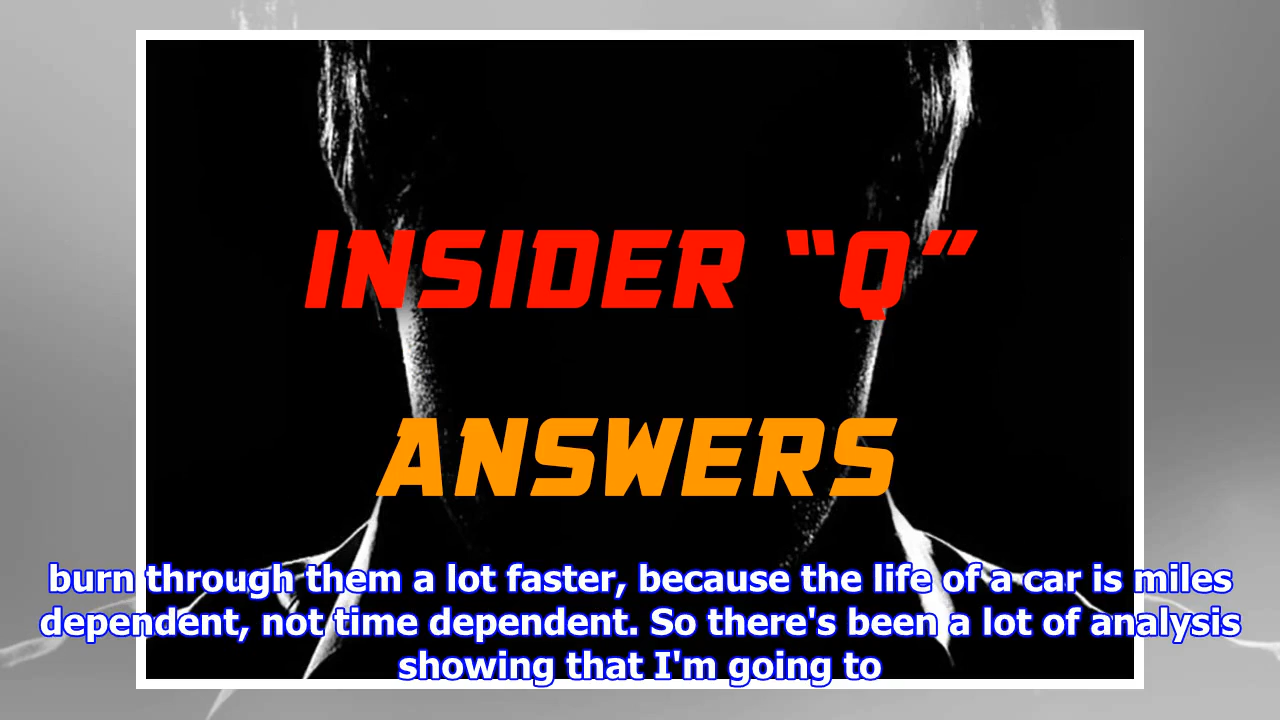 INSIDER “Q”
ANSWERS
burn through them a lot faster, because the life of a car is miles
dependent, not time dependent. So there's been a lot of analysis
showing that I'm going to